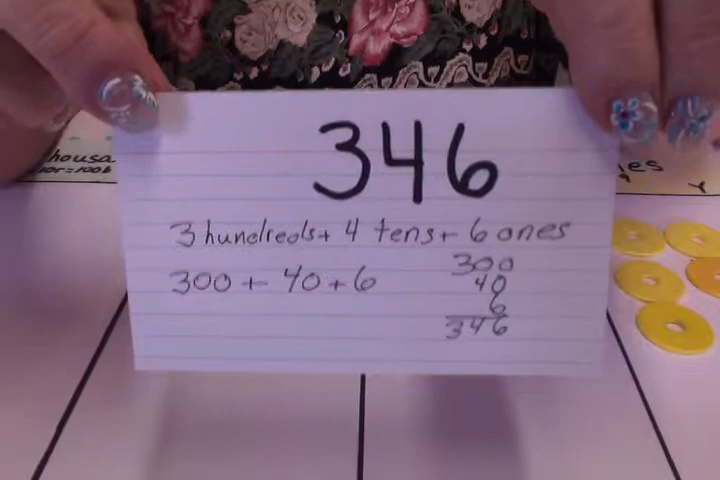 346
3 hundreds + 4 tens + 6 ones
300 + 40 + 6
300
40
6
346